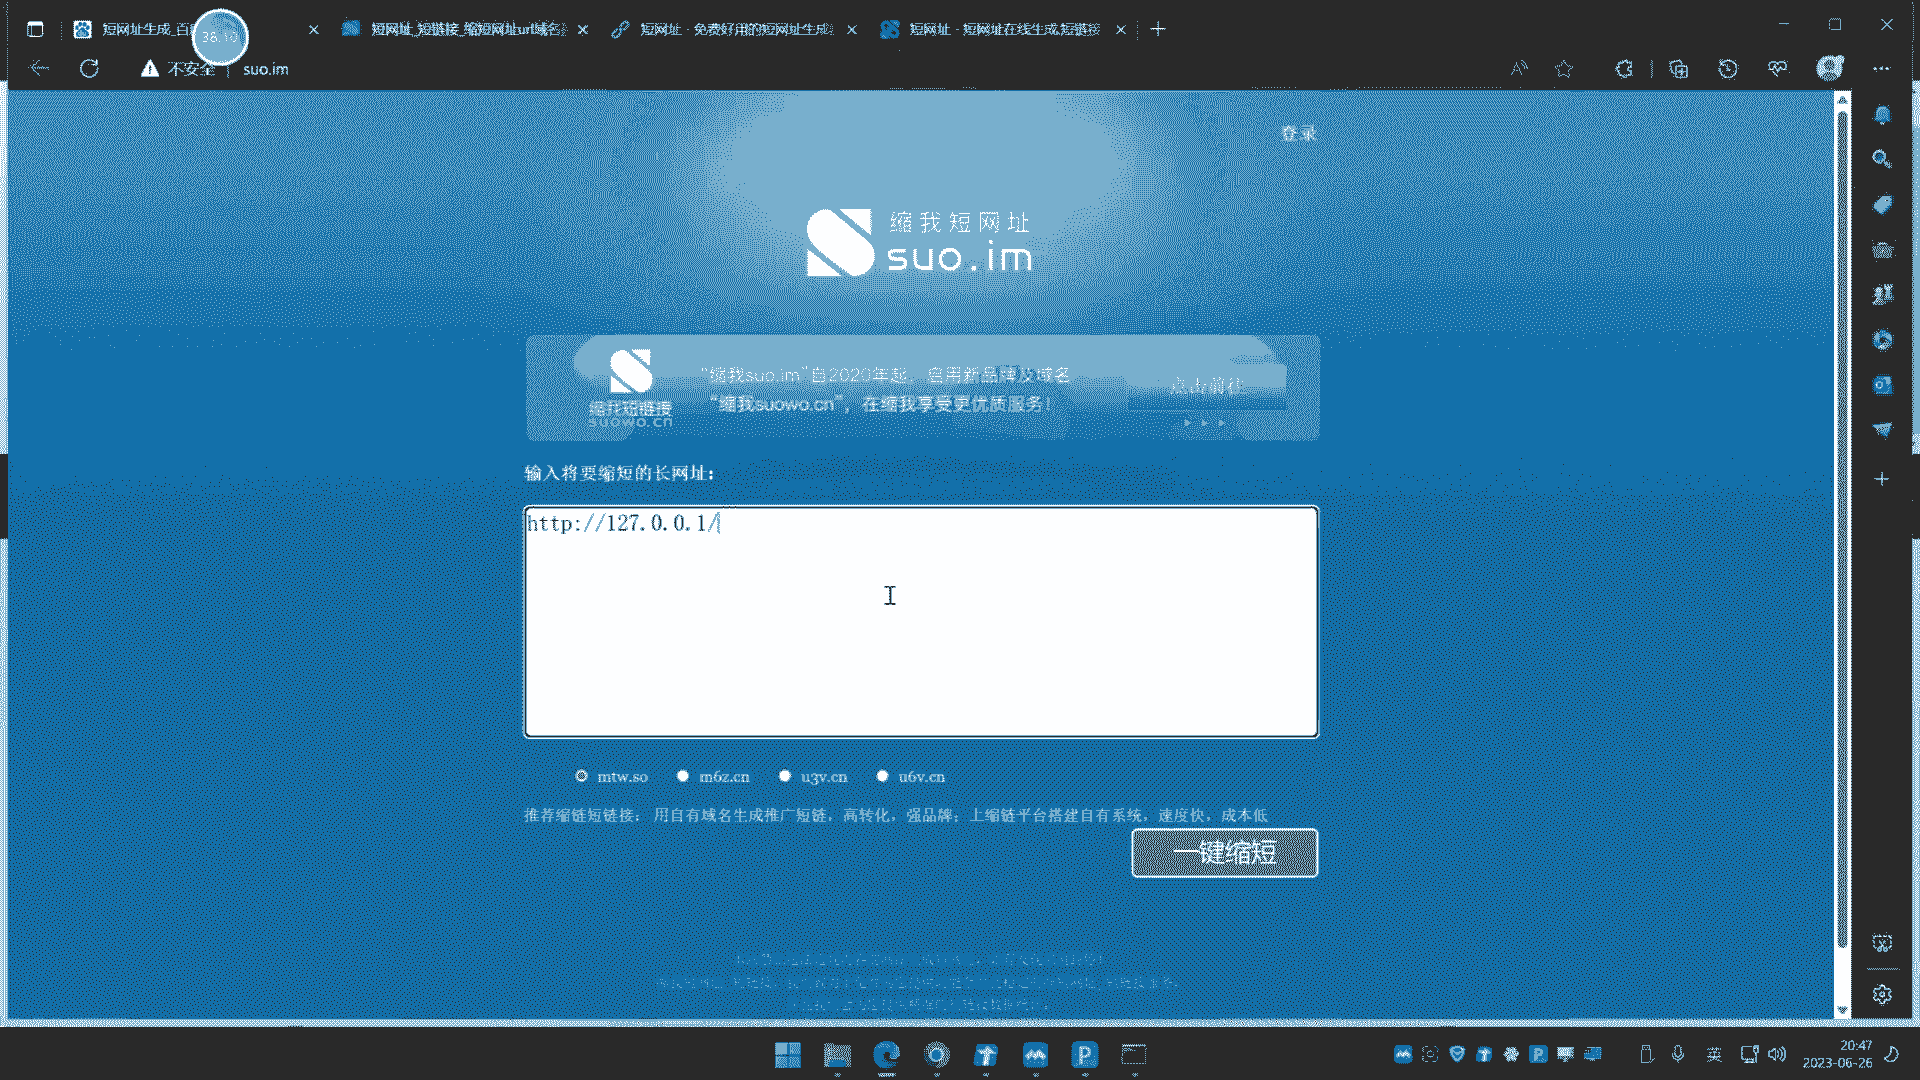 短网址生成_百
短网址_短链接_缩短网址url域名
短网址 - 免费好用的短网址生成
短网址 - 短网址在线生成,短链接
38:10
不安全
suo.im
登录
缩我短网址
suo.im
“缩我suo.im”自2020年起，启用新品牌及域名
“缩我suowo.cn”，在缩我享受更优质服务！
点击前往
缩我短链接
suowo.cn
输入将要缩短的长网址:
http://127.0.0.1/
mtw.so
m6z.cn
u3v.cn
u6v.cn
推荐缩链短链接： 用自有域名生成推广短链，高转化，强品牌；上缩链平台搭建自有系统，速度快，成本低
一键缩短
英
20:47
2023-06-26